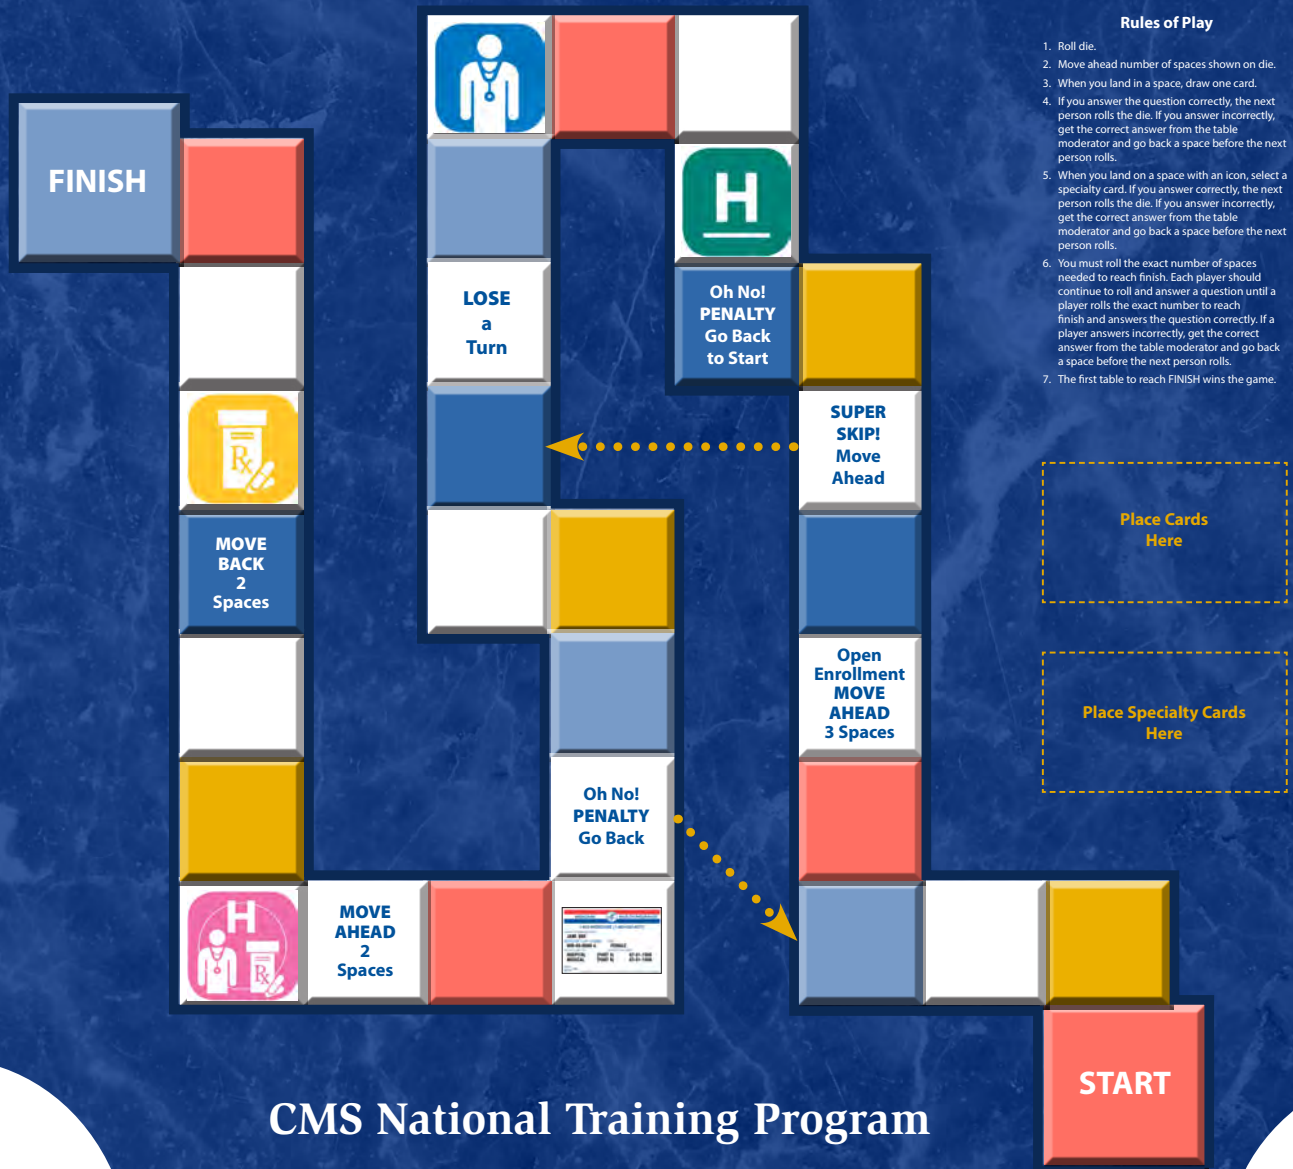 Rules of Play
1. Roll die.
2. Move ahead number of spaces shown on die.
3. When you land in a space, draw one card.
4. If you answer the question correctly, the next
person rolls the die. If you answer incorrectly,
get the correct answer from the table
moderator and go back a space before the next
person rolls.
5. When you land on a space with an icon, select a
specialty card. If you answer correctly, the next
person rolls the die. If you answer incorrectly,
get the correct answer from the table
moderator and go back a space before the next
person rolls.
6. You must roll the exact number of spaces
needed to reach finish. Each player should
continue to roll and answer a question until a
player rolls the exact number to reach
finish and answers the question correctly. If a
player answers incorrectly, get the correct
answer from the table moderator and go back
a space before the next person rolls.
7. The first table to reach FINISH wins the game.
FINISH
H
LOSE
a
Turn
Oh No!
PENALTY
Go Back
to Start
SUPER
SKIP!
Move
Ahead
Rx
Place Cards
Here
MOVE
BACK
2
Spaces
Open
Enrollment
MOVE
AHEAD
3 Spaces
Place Specialty Cards
Here
Oh No!
PENALTY
Go Back
H
Rx
MOVE
AHEAD
2
Spaces
START
CMS National Training Program